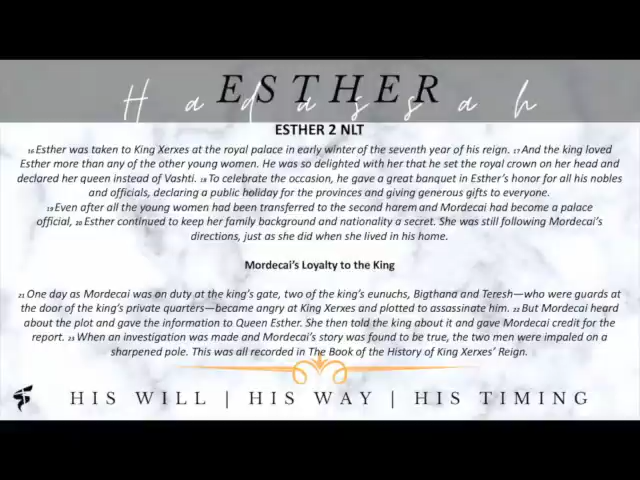 ESTHER
Hadassah
ESTHER 2 NLT
16 Esther was taken to King Xerxes at the royal palace in early winter of the seventh year of his reign. 17 And the king loved
Esther more than any of the other young women. He was so delighted with her that he set the royal crown on her head and
declared her queen instead of Vashti. 18 To celebrate the occasion, he gave a great banquet in Esther's honor for all his nobles
and officials, declaring a public holiday for the provinces and giving generous gifts to everyone.
19 Even after all the young women had been transferred to the second harem and Mordecai had become a palace
official, 20 Esther continued to keep her family background and nationality a secret. She was still following Mordecai's
directions, just as she did when she lived in his home.
Mordecai's Loyalty to the King
21 One day as Mordecai was on duty at the king's gate, two of the king's eunuchs, Bigthana and Teresh—who were guards at
the door of the king's private quarters—became angry at King Xerxes and plotted to assassinate him. 22 But Mordecai heard
about the plot and gave the information to Queen Esther. She then told the king about it and gave Mordecai credit for the
report. 23 When an investigation was made and Mordecai's story was found to be true, the two men were impaled on a
sharpened pole. This was all recorded in The Book of the History of King Xerxes' Reign.
HIS WILL | HIS WAY | HIS TIMING